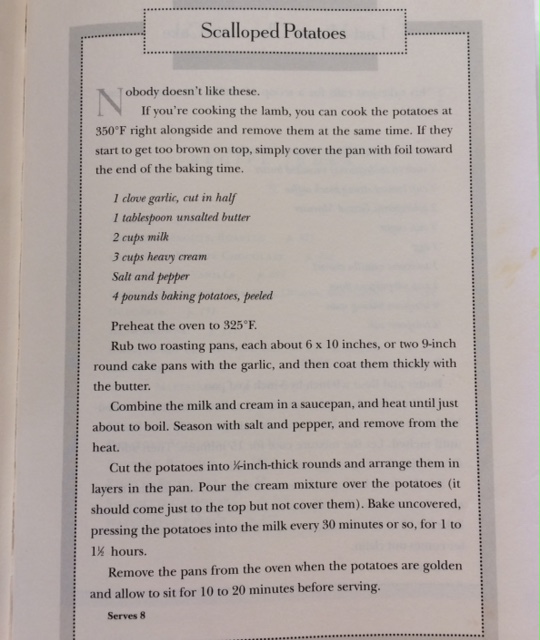 Scalloped Potatoes
Nobody doesn't like these.
If you're cooking the lamb, you can cook the potatoes at
350°F right alongside and remove them at the same time. If they
start to get too brown on top, simply cover the pan with foil toward
the end of the baking time.
1 clove garlic, cut in half
1 tablespoon unsalted butter
2 cups milk
3 cups heavy cream
Salt and pepper
4 pounds baking potatoes, peeled
Preheat the oven to 325°F.
Rub two roasting pans, each about 6 x 10 inches, or two 9-inch
round cake pans with the garlic, and then coat them thickly with
the butter.
Combine the milk and cream in a saucepan, and heat until just
about to boil. Season with salt and pepper, and remove from the
heat.
Cut the potatoes into ¼-inch-thick rounds and arrange them in
layers in the pan. Pour the cream mixture over the potatoes (it
should come just to the top but not cover them). Bake uncovered,
pressing the potatoes into the milk every 30 minutes or so, for 1 to
1½ hours.
Remove the pans from the oven when the potatoes are golden
and allow to sit for 10 to 20 minutes before serving.
Serves 8